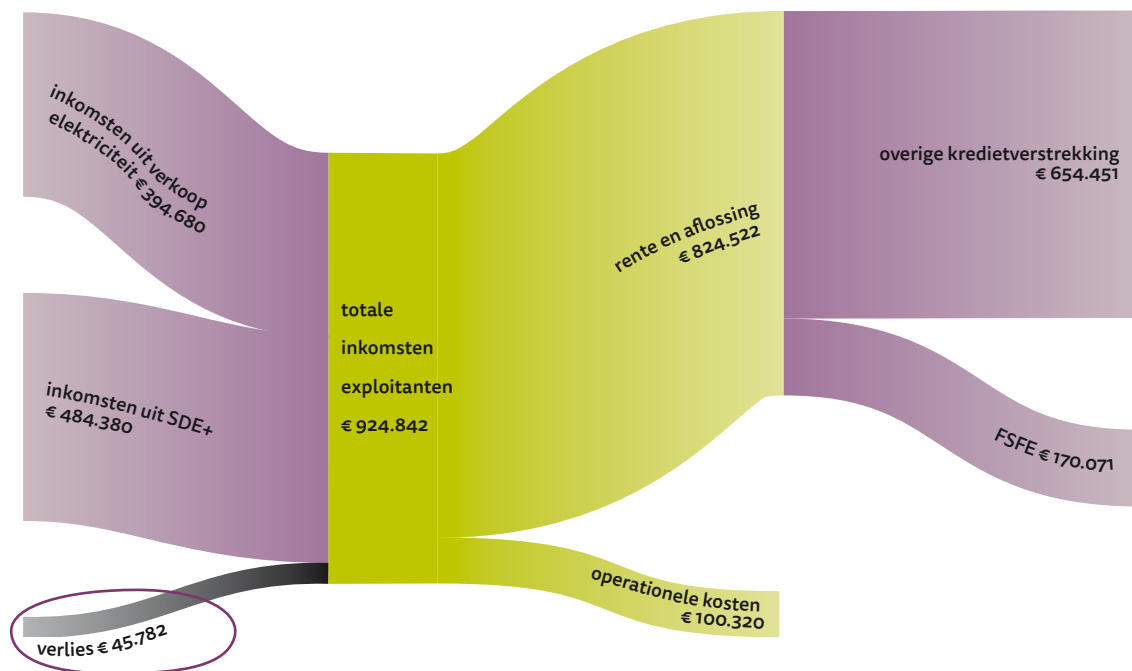 inkomsten uit verkoop
elektriciteit € 394.680
inkomsten uit SDE+
€ 484.380
verlies € 45.782
totale
inkomsten
exploitanten
€ 924.842
rente en aflossing
€ 824.522
operationele kosten
€ 100.320
overige kredietverstrekking
€ 654.451
FSFE € 170.071